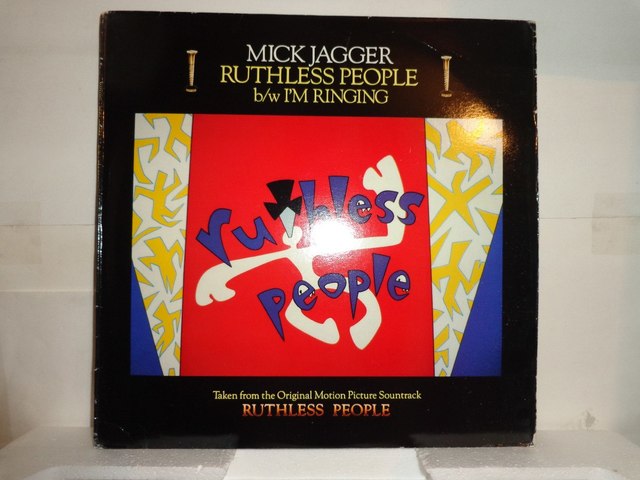 MICK JAGGER
RUTHLESS PEOPLE
b/w I'M RINGING
ruthless
people
Taken from the Original Motion Picture Sountrack
RUTHLESS PEOPLE